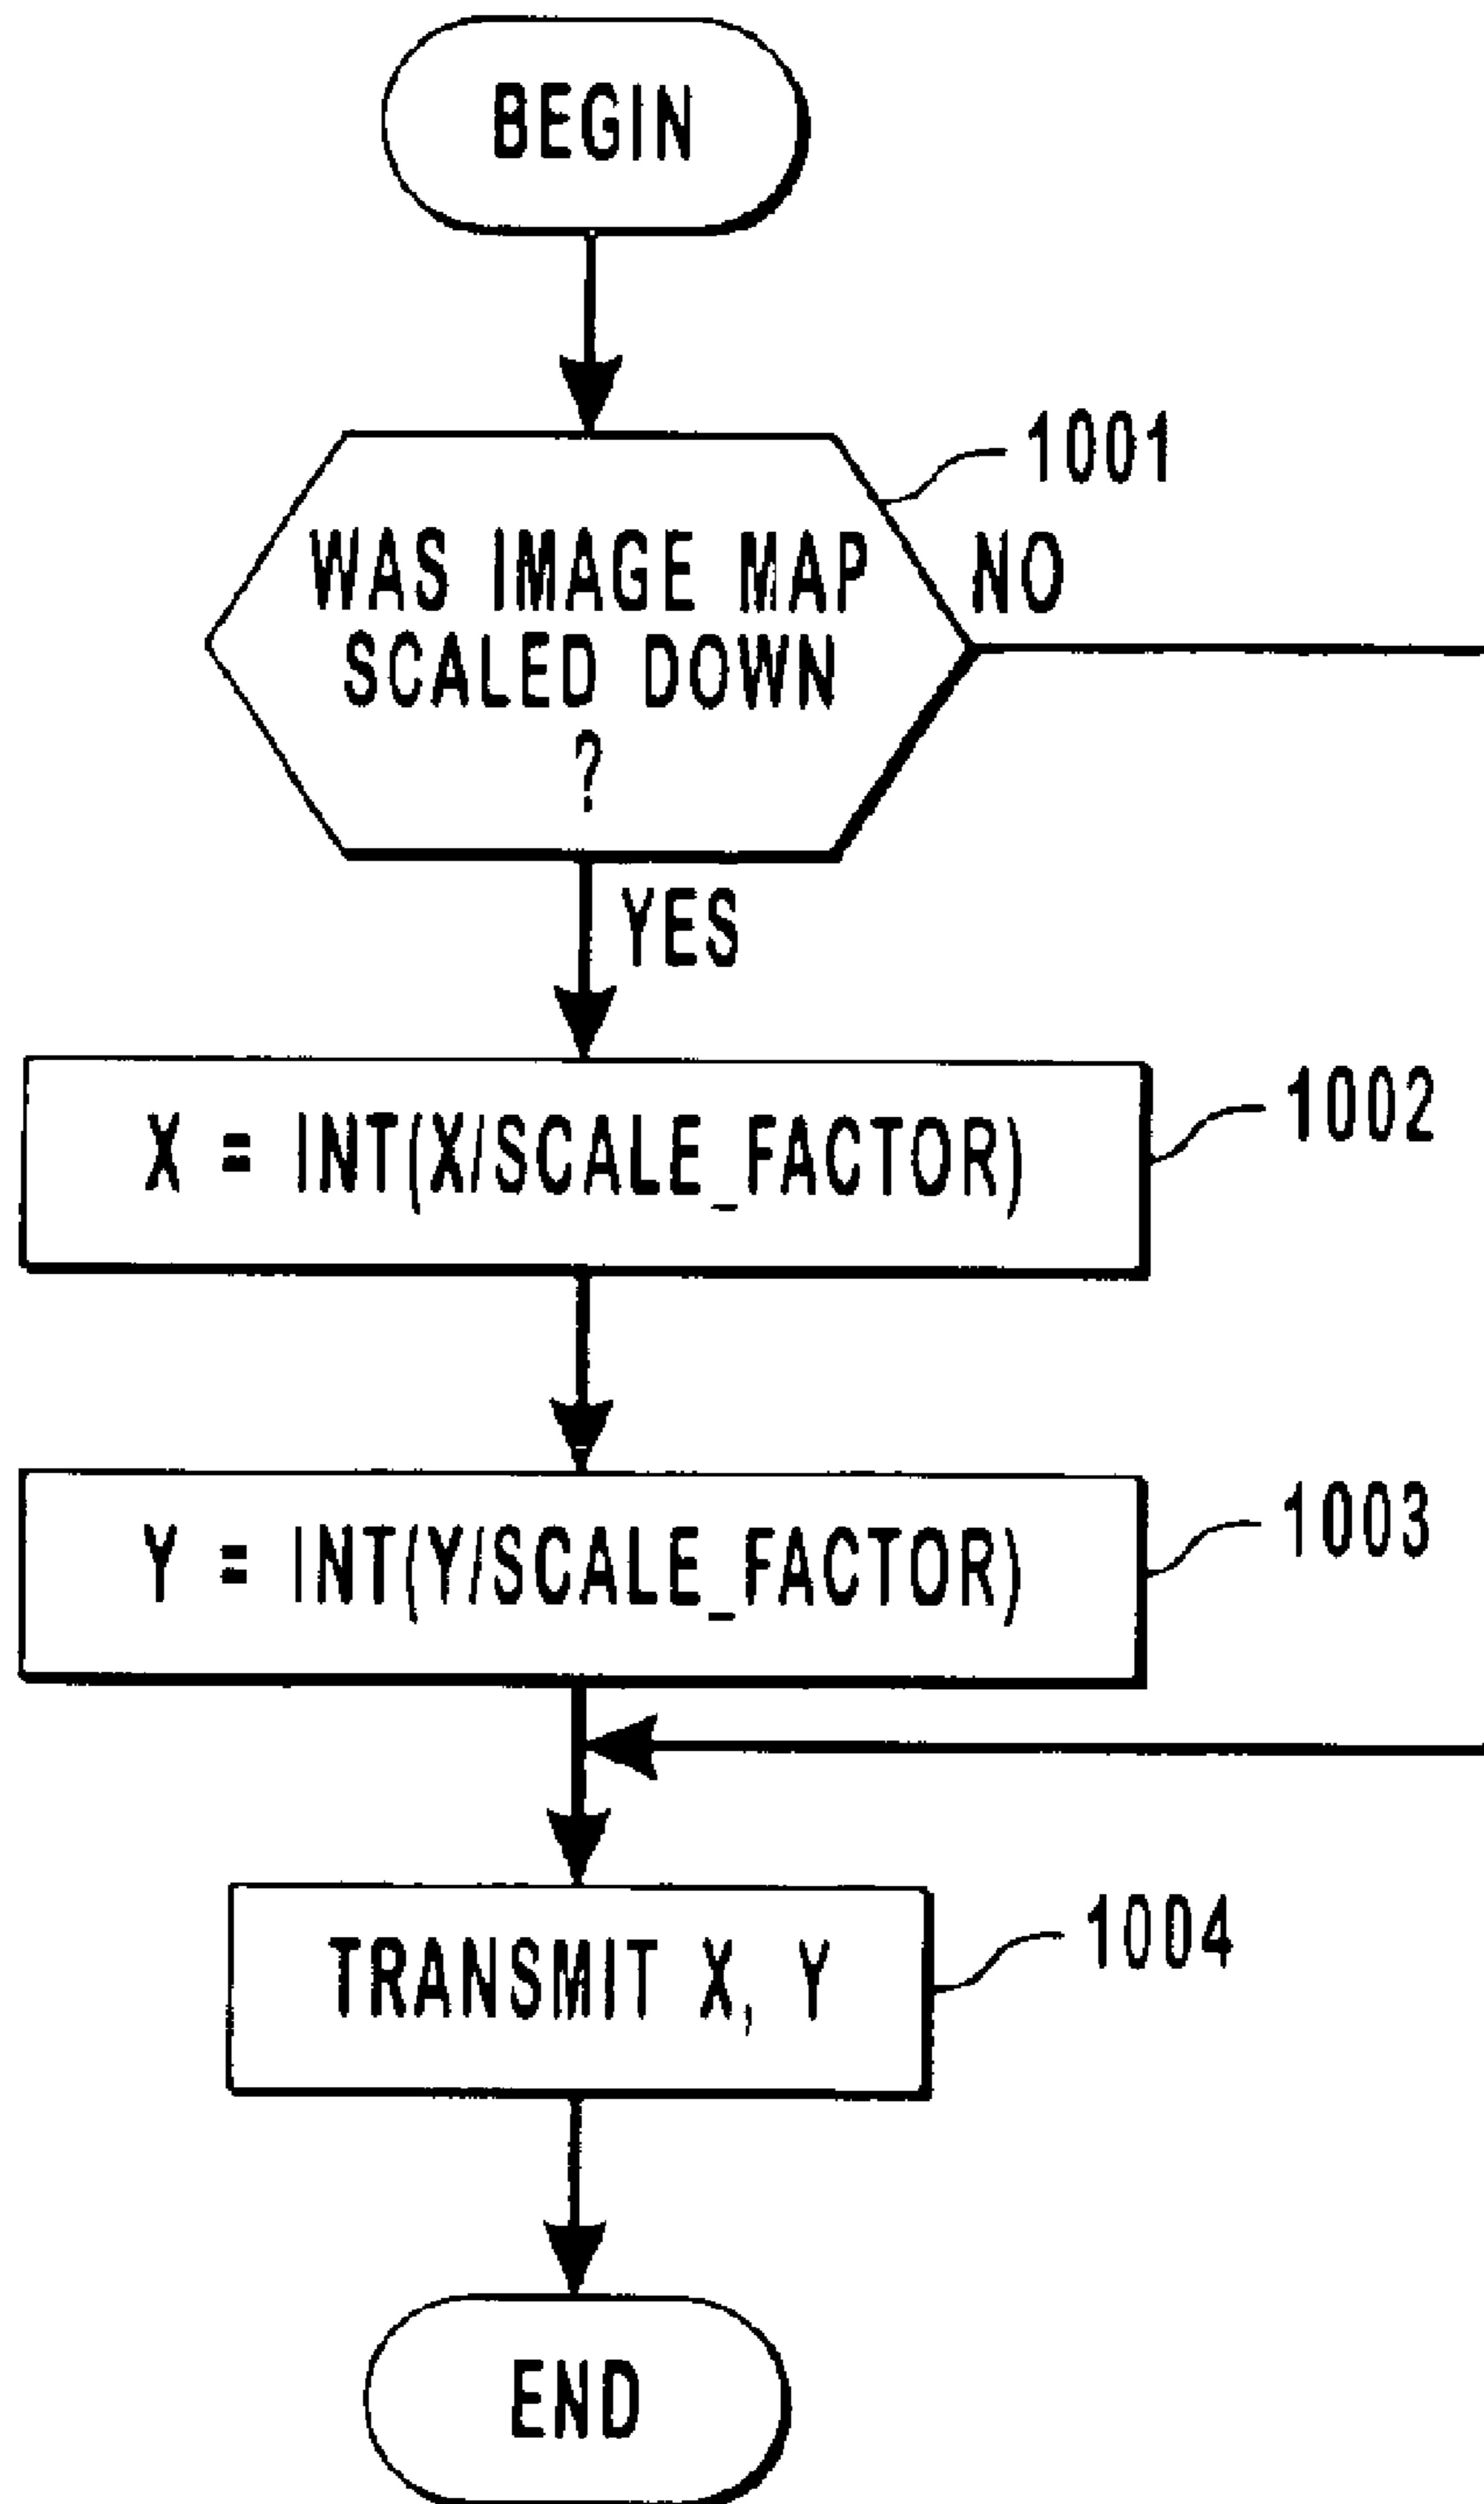 BEGIN
1001
WAS IMAGE MAP
SCALED DOWN
?
NO
YES
1002
X = INT(X/SCALE_FACTOR)
1003
Y = INT(Y/SCALE_FACTOR)
1004
TRANSMIT X, Y
END